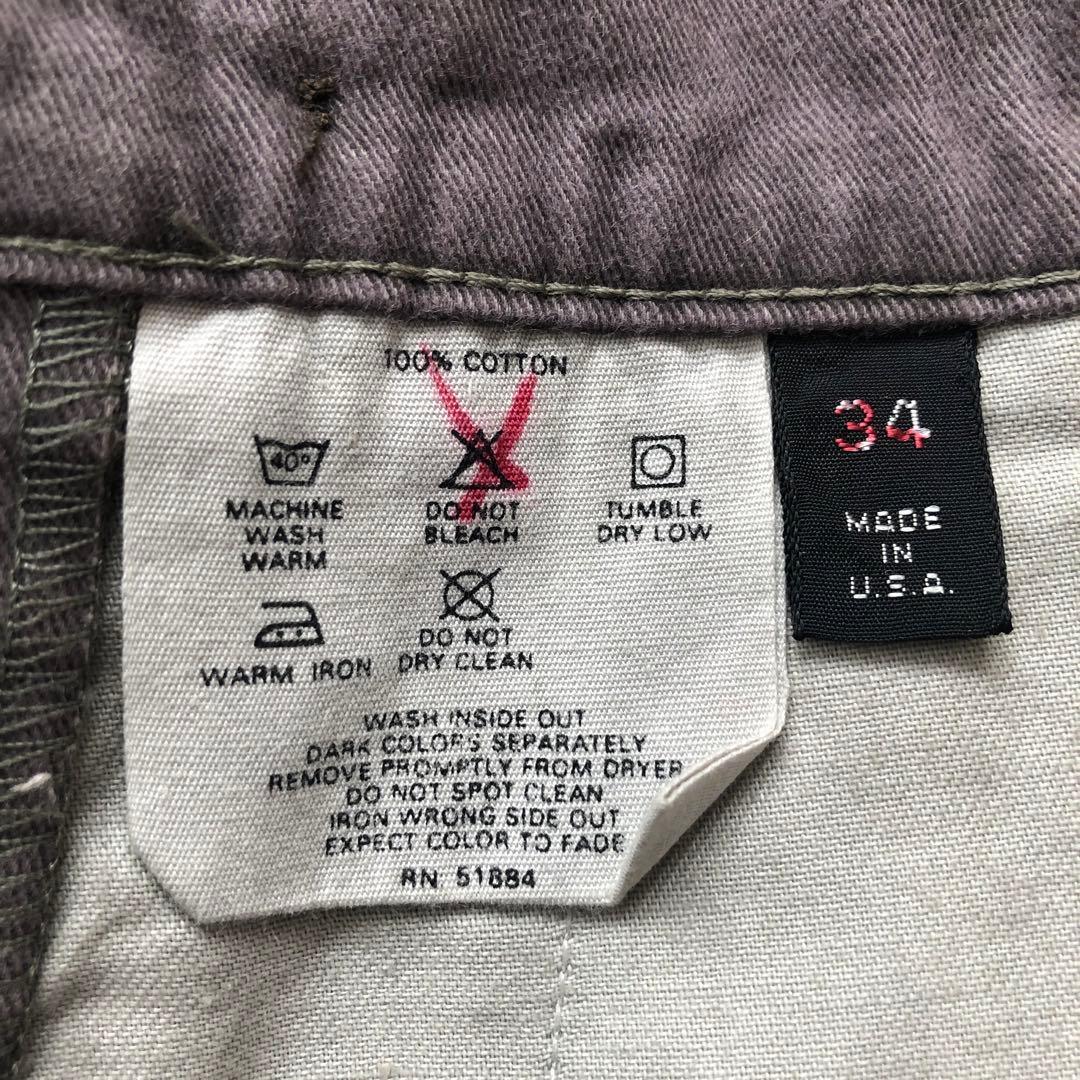 100% COTTON
40°
MACHINE
WASH
WARM
DO NOT
BLEACH
TUMBLE
DRY LOW
WARM IRON
DO NOT
DRY CLEAN
WASH INSIDE OUT
DARK COLORS SEPARATELY
REMOVE PROMPTLY FROM DRYER
DO NOT SPOT CLEAN
IRON WRONG SIDE OUT
EXPECT COLOR TO FADE
RN 51884
34
MADE
IN
U.S.A.